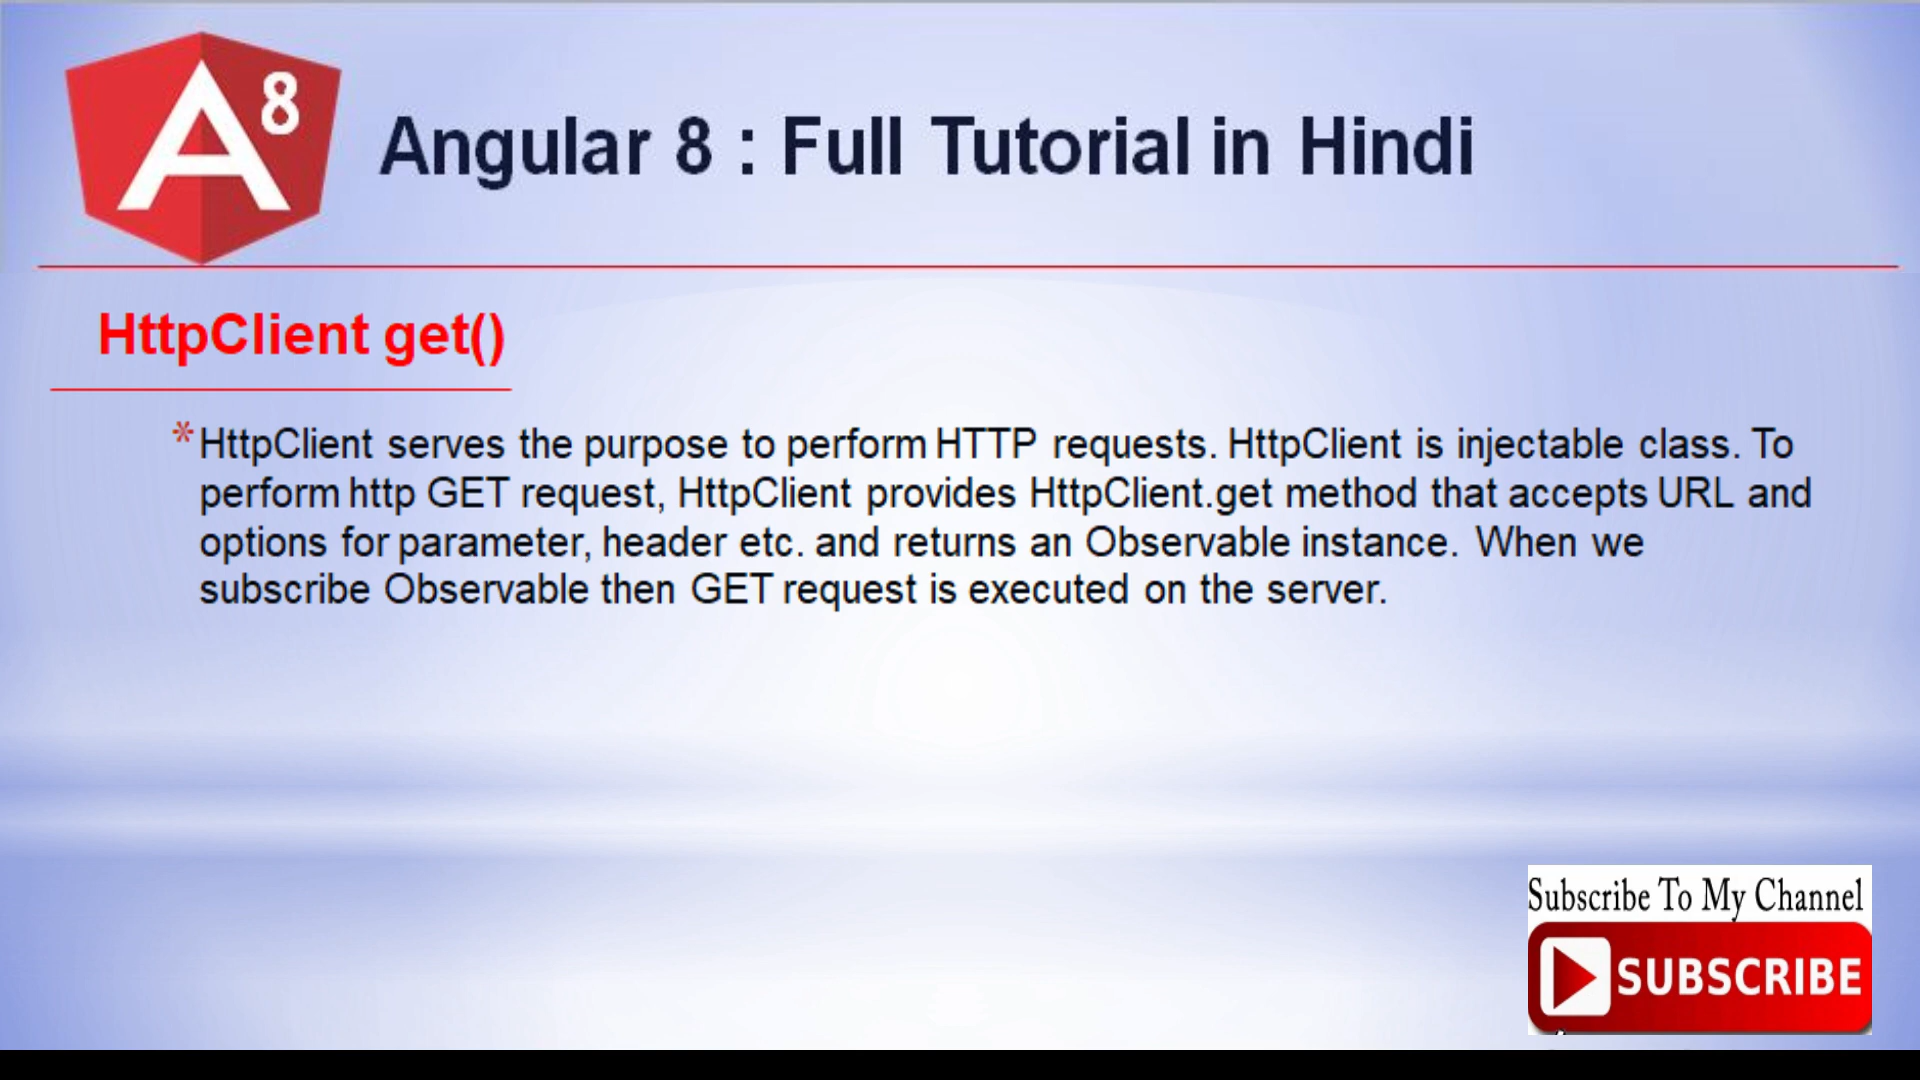 A8
Angular 8 : Full Tutorial in Hindi
HttpClient get()
*HttpClient serves the purpose to perform HTTP requests. HttpClient is injectable class. To
perform http GET request, HttpClient provides HttpClient.get method that accepts URL and
options for parameter, header etc. and returns an Observable instance. When we
subscribe Observable then GET request is executed on the server.
Subscribe To My Channel
SUBSCRIBE